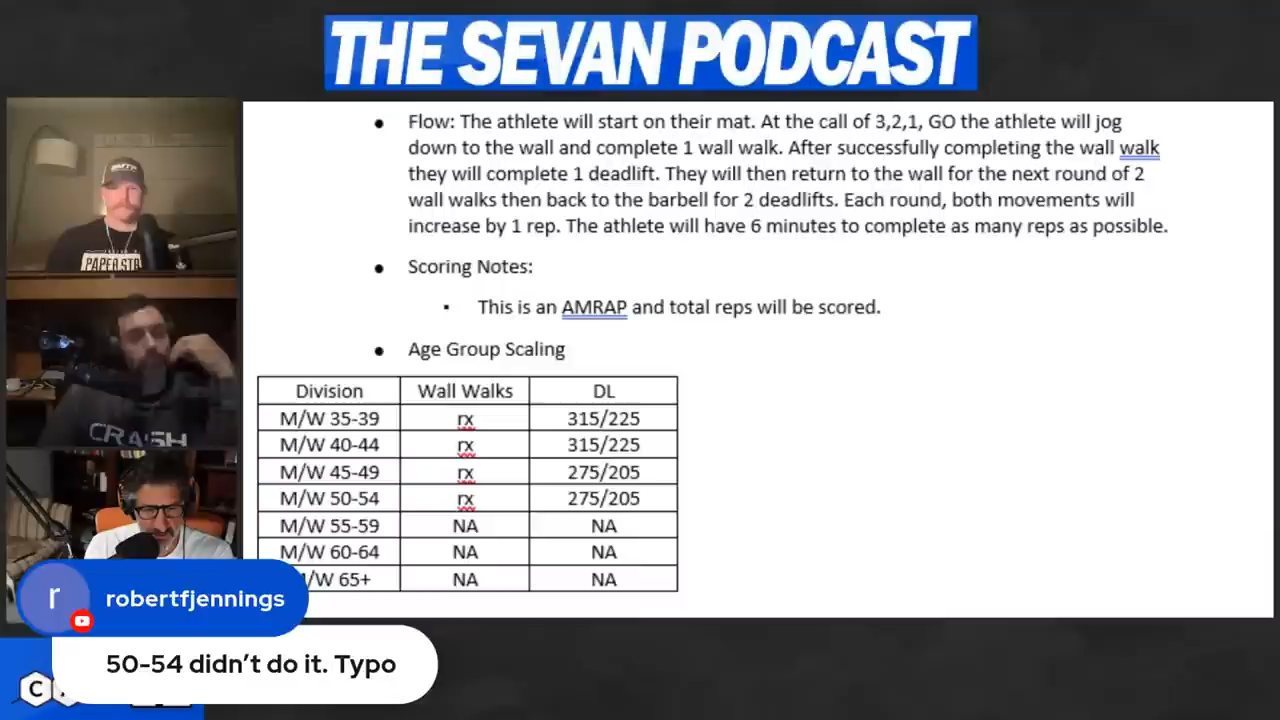 THE SEVAN PODCAST
• Flow: The athlete will start on their mat. At the call of 3,2,1, GO the athlete will jog
down to the wall and complete 1 wall walk. After successfully completing the wall walk
they will complete 1 deadlift. They will then return to the wall for the next round of 2
wall walks then back to the barbell for 2 deadlifts. Each round, both movements will
increase by 1 rep. The athlete will have 6 minutes to complete as many reps as possible.
• Scoring Notes:
▪ This is an AMRAP and total reps will be scored.
• Age Group Scaling
Division Wall Walks DL
M/W 35-39 rx 315/225
M/W 40-44 rx 315/225
M/W 45-49 rx 275/205
M/W 50-54 rx 275/205
M/W 55-59 NA NA
M/W 60-64 NA NA
/W 65+ NA NA
PAPER STR
CRASH
r robertfjennings
50-54 didn’t do it. Typo
C